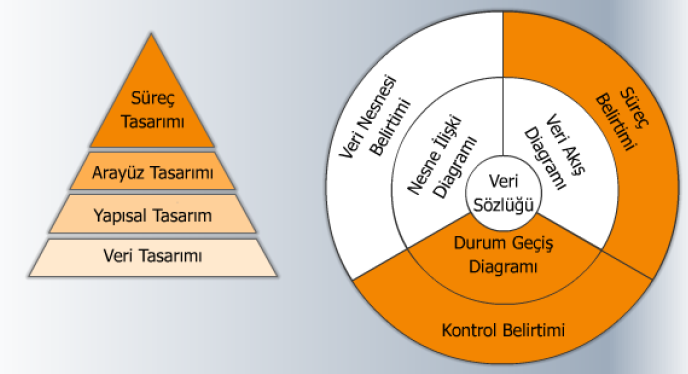 Süreç
Tasarımı
Arayüz Tasarımı
Yapısal Tasarım
Veri Tasarımı
Veri Nesnesi
Belirtimi
Süreç
Belirtimi
Nesne İlişki
Diagramı
Veri Akış
Diagramı
Veri
Sözlüğü
Durum Geçiş
Diagramı
Kontrol Belirtimi